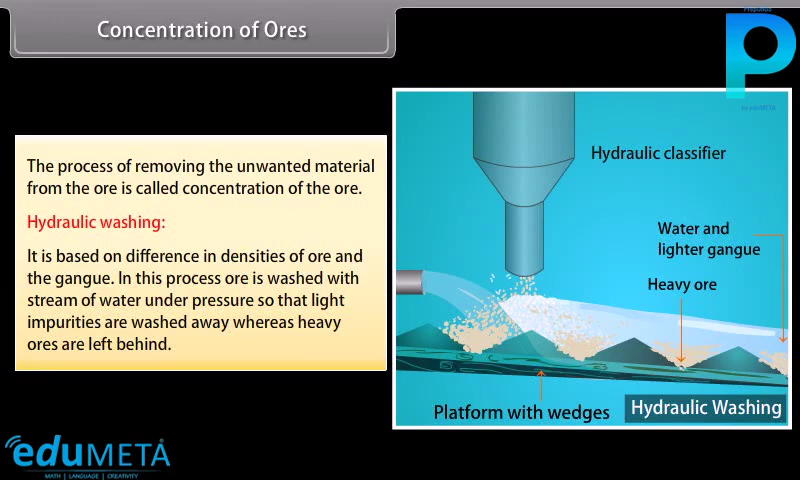 Concentration of Ores
Prepunoo
P
by eduMETA
The process of removing the unwanted material
from the ore is called concentration of the ore.
Hydraulic washing:
It is based on difference in densities of ore and
the gangue. In this process ore is washed with
stream of water under pressure so that light
impurities are washed away whereas heavy
ores are left behind.
Hydraulic classifier
Water and
lighter gangue
Heavy ore
Platform with wedges
Hydraulic Washing
eduMETA
MATH | LANGUAGE | CREATIVITY